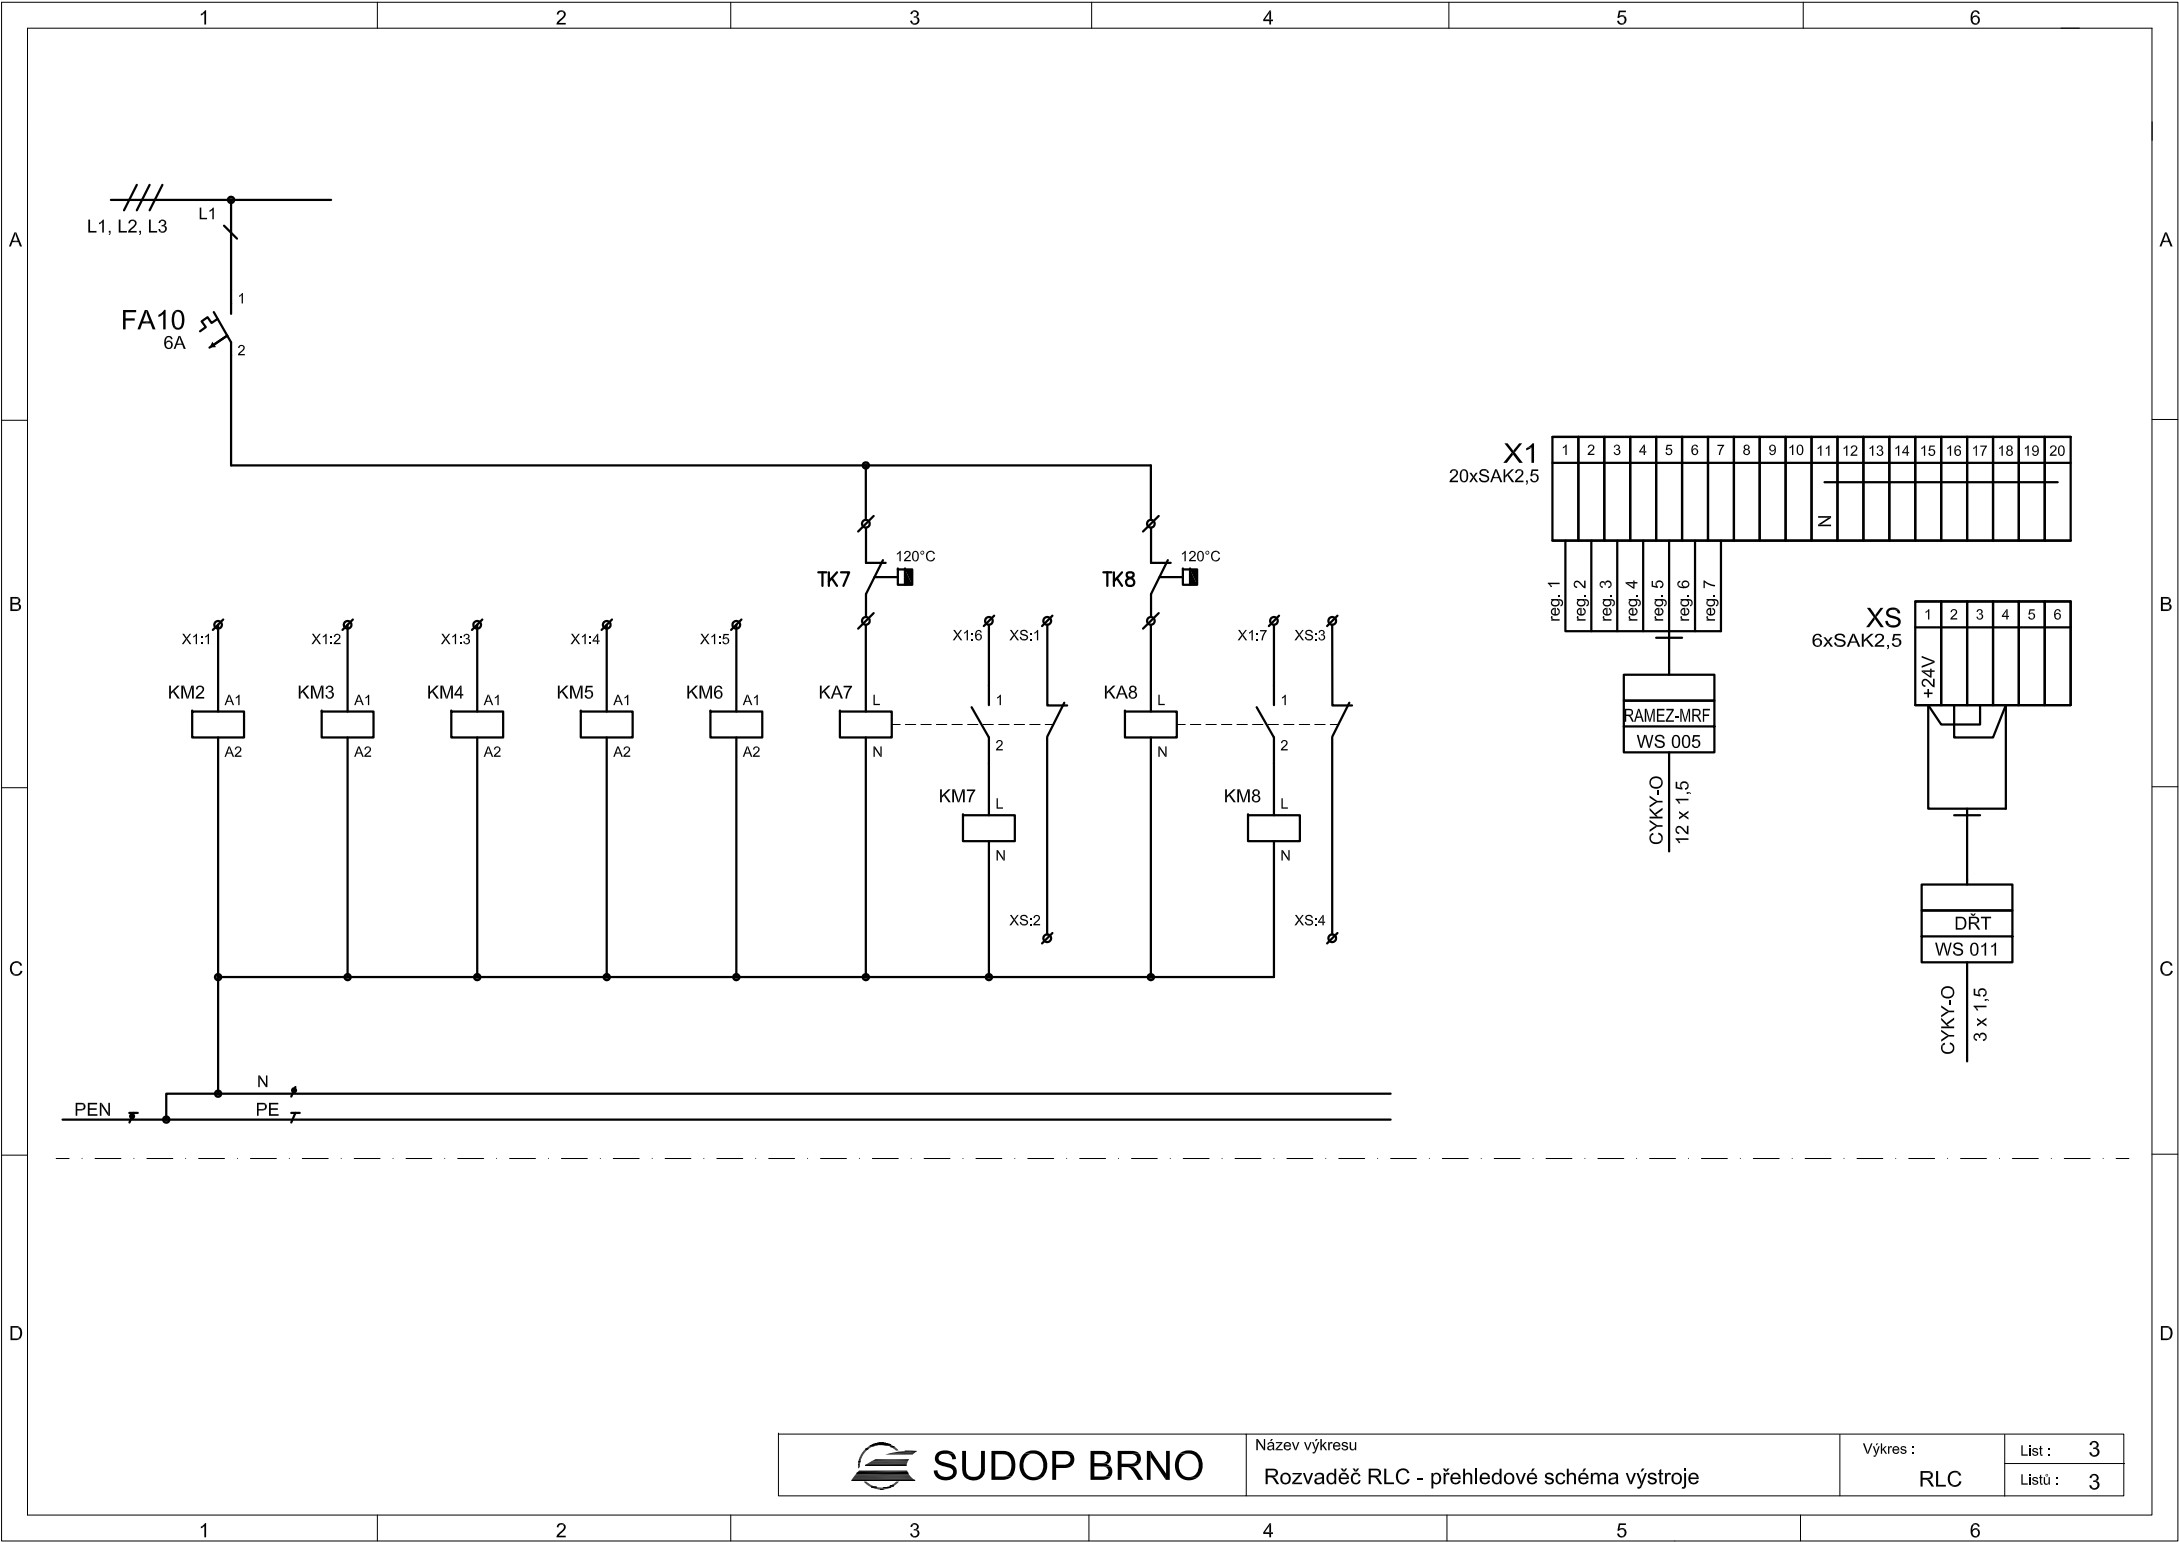 1 2 3 4 5 6
A A
L1, L2, L3
L1
1
FA10
6A
2
X1
20xSAK2,5
1 2 3 4 5 6 7 8 9 10 11 12 13 14 15 16 17 18 19 20
N
reg. 1 reg. 2 reg. 3 reg. 4 reg. 5 reg. 6 reg. 7
TK7 120°C
TK8 120°C
B B
XS
6xSAK2,5
1 2 3 4 5 6
+24V
X1:1 X1:2 X1:3 X1:4 X1:5 X1:6 XS:1 X1:7 XS:3
KM2 A1 KM3 A1 KM4 A1 KM5 A1 KM6 A1 KA7 L 1 KA8 L 1
A2 A2 A2 A2 A2 N 2 N 2
RAMEZ-MRF
WS 005
CYKY-O
12 x 1,5
KM7 L KM8 L
N N
XS:2 XS:4
DŘT
WS 011
CYKY-O
3 x 1,5
C C
N
PEN PE
D D
SUDOP BRNO
Název výkresu
Rozvaděč RLC - přehledové schéma výstroje
Výkres :
RLC
List : 3
Listů : 3
1 2 3 4 5 6